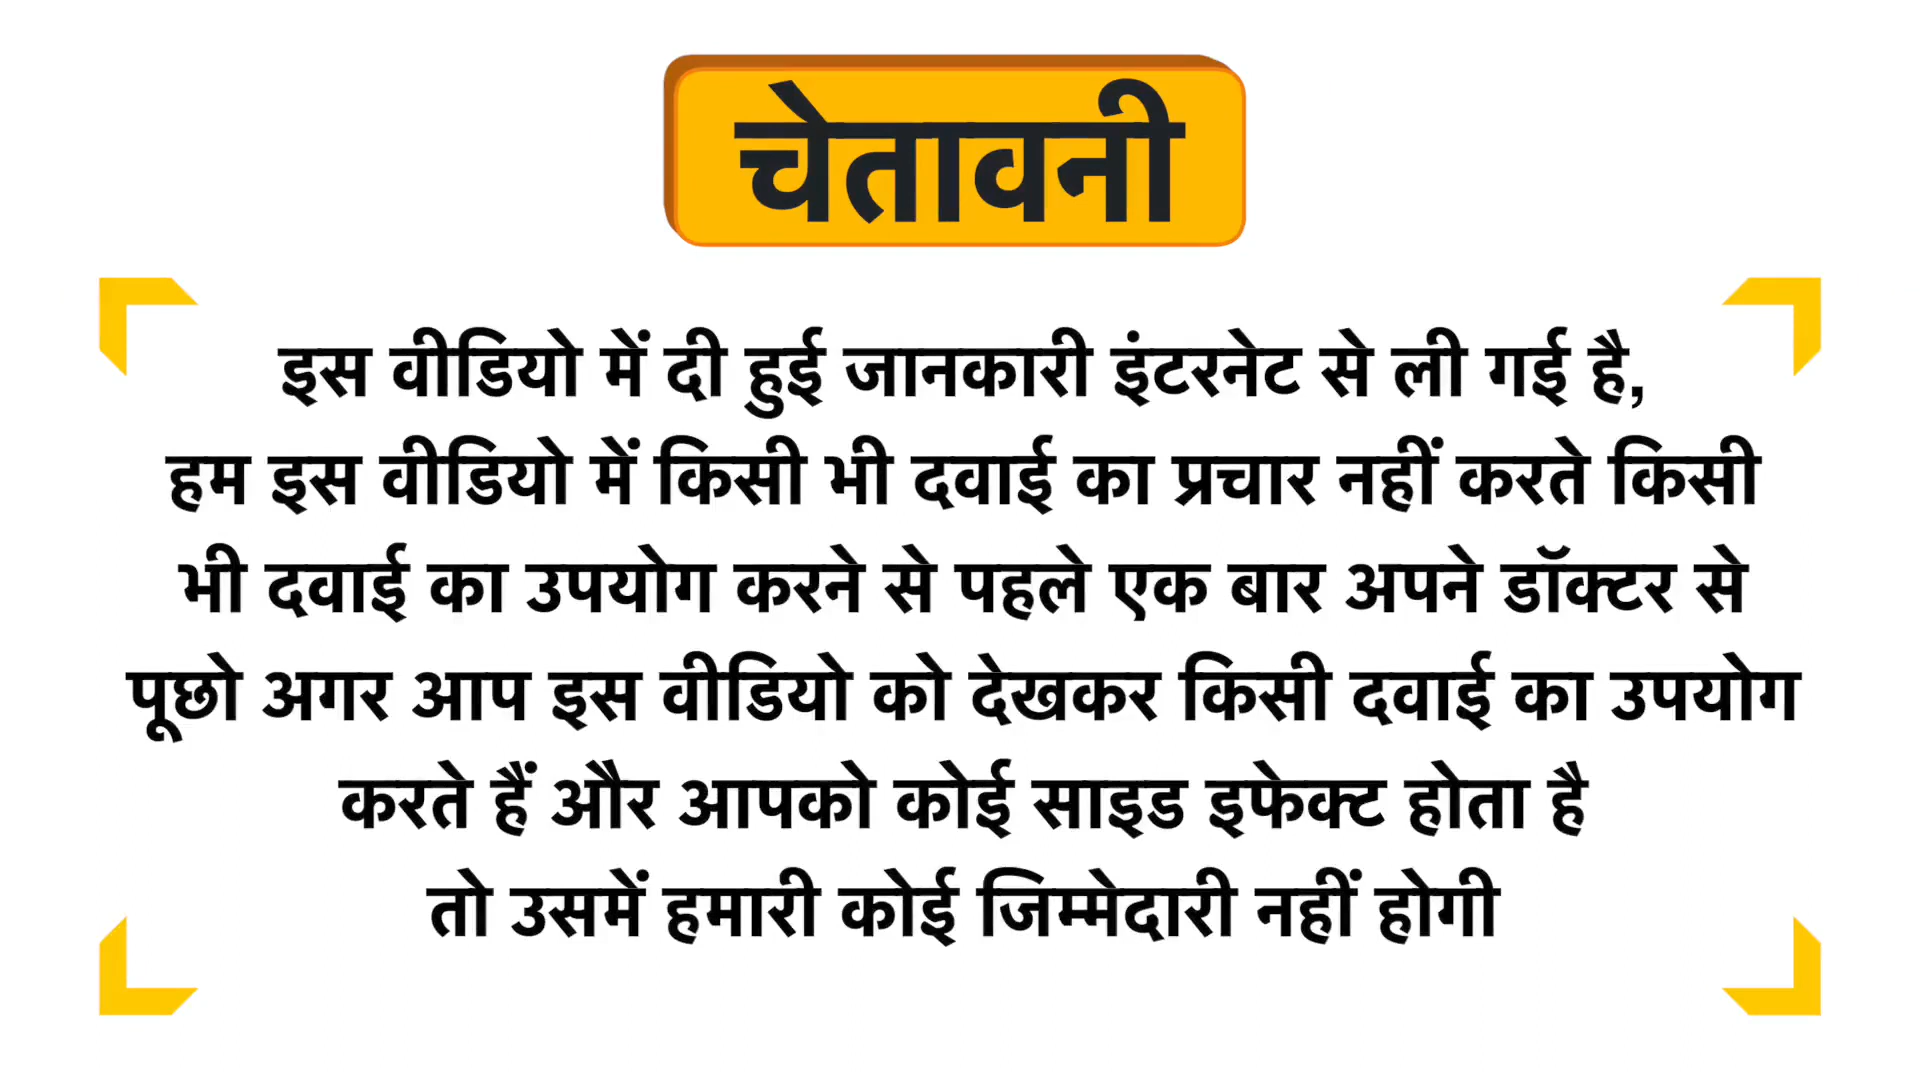 चेतावनी
इस वीडियो में दी हुई जानकारी इंटरनेट से ली गई है,
हम इस वीडियो में किसी भी दवाई का प्रचार नहीं करते किसी
भी दवाई का उपयोग करने से पहले एक बार अपने डॉक्टर से
पूछो अगर आप इस वीडियो को देखकर किसी दवाई का उपयोग
करते हैं और आपको कोई साइड इफेक्ट होता है
तो उसमें हमारी कोई जिम्मेदारी नहीं होगी